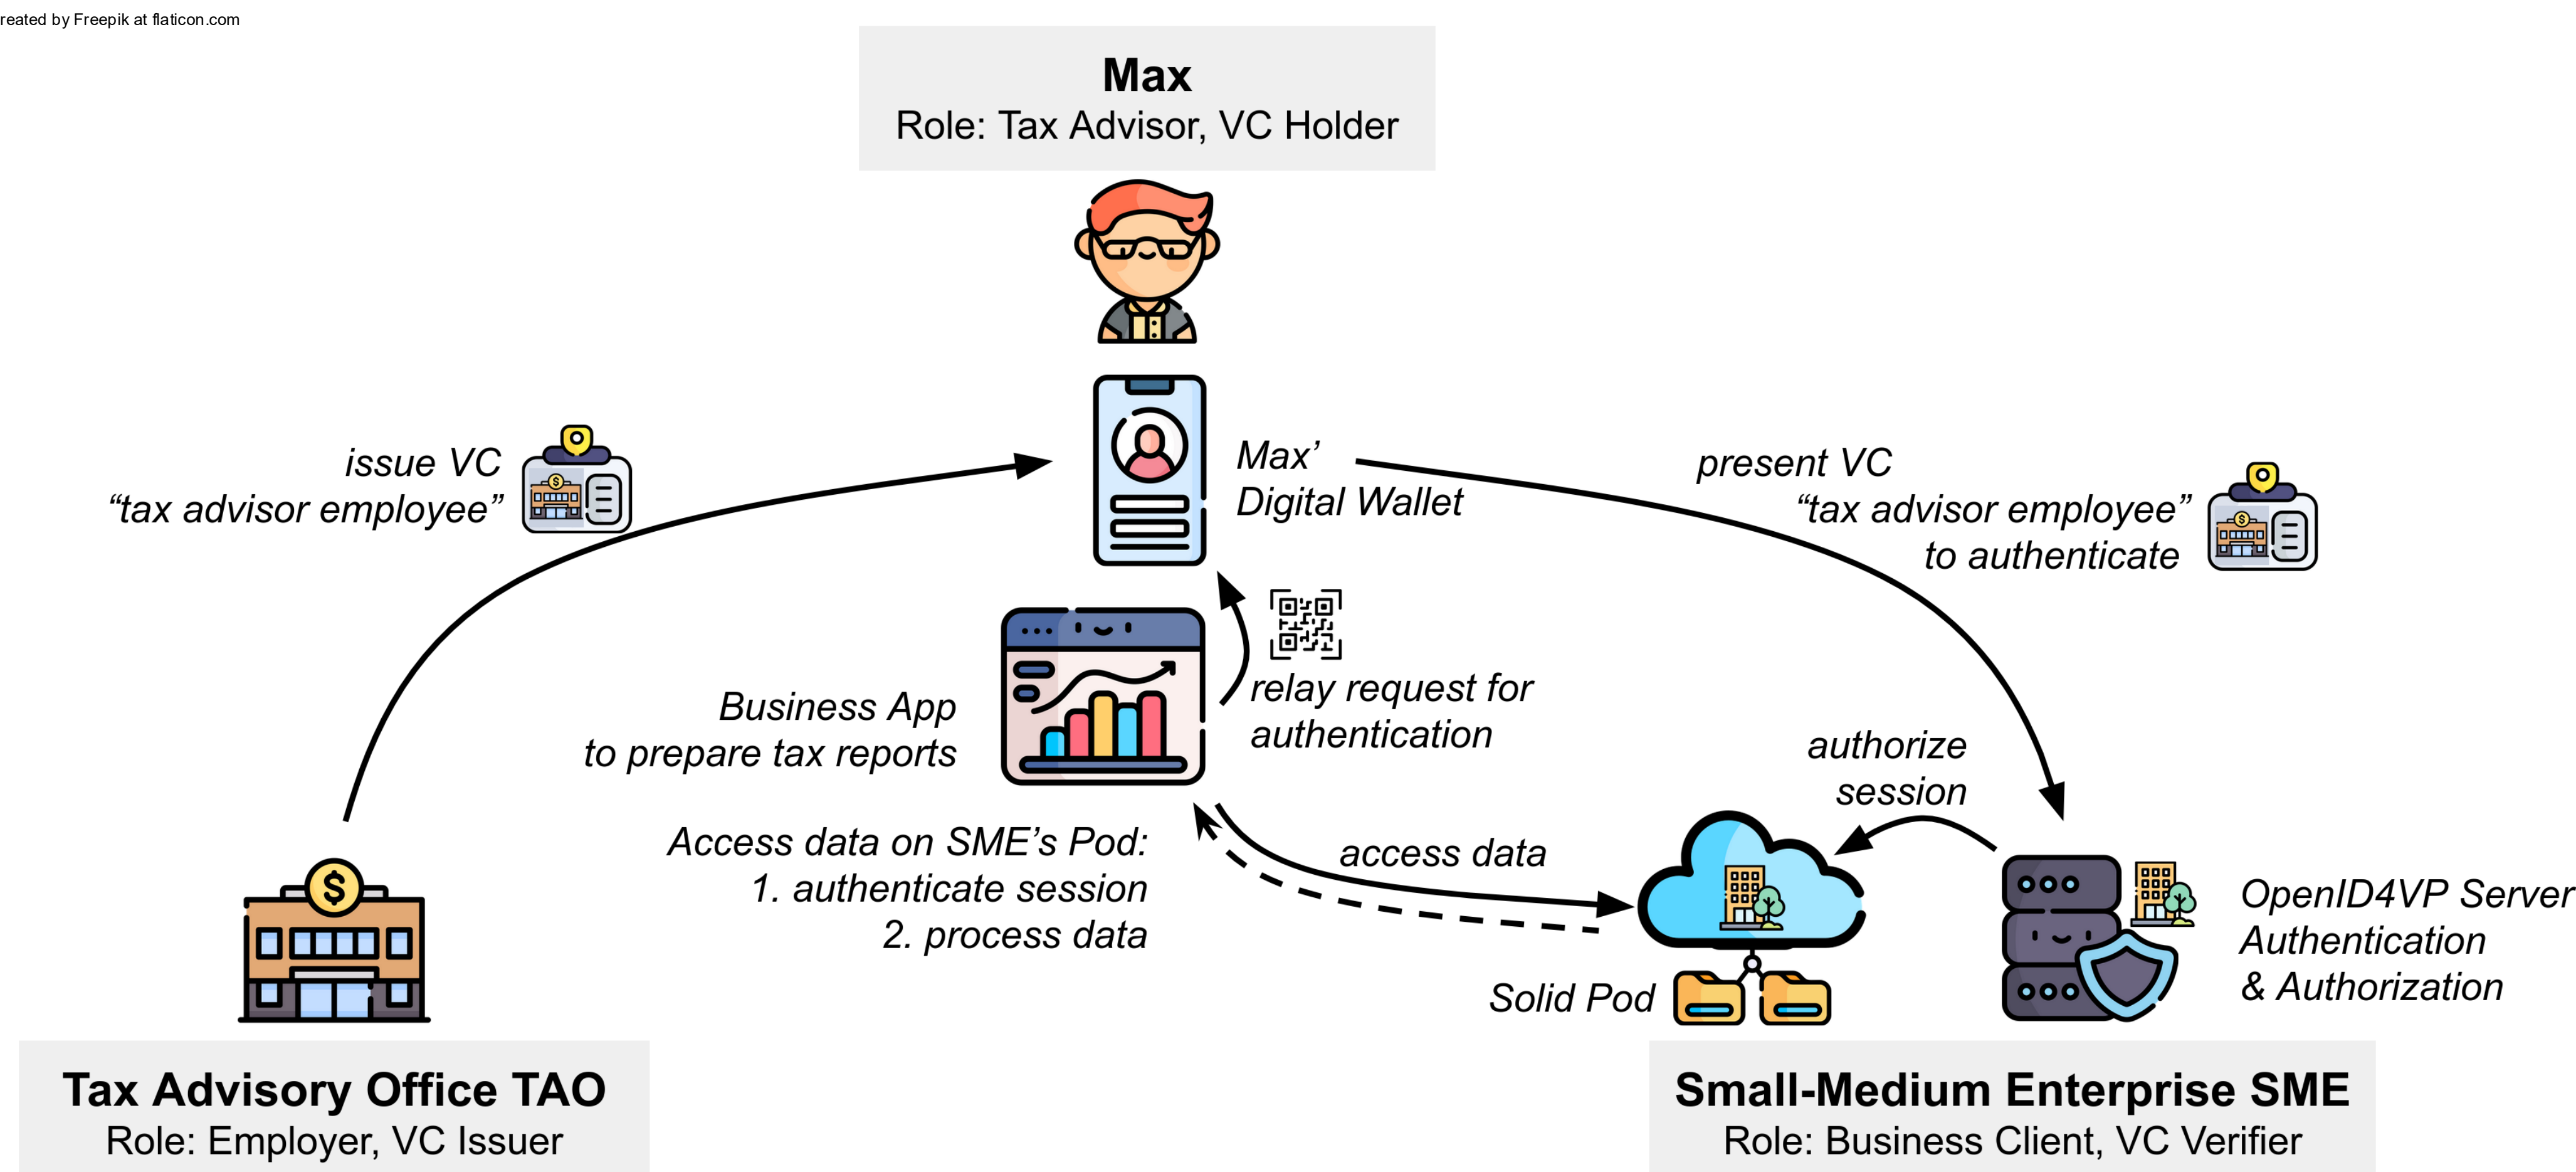 reated by Freepik at flaticon.com
Max
Role: Tax Advisor, VC Holder
issue VC
“tax advisor employee”
Max’
Digital Wallet
present VC
“tax advisor employee”
to authenticate
relay request for
authentication
Business App
to prepare tax reports
Access data on SME’s Pod:
1. authenticate session
2. process data
access data
authorize
session
Solid Pod
OpenID4VP Server
Authentication
& Authorization
Tax Advisory Office TAO
Role: Employer, VC Issuer
Small-Medium Enterprise SME
Role: Business Client, VC Verifier